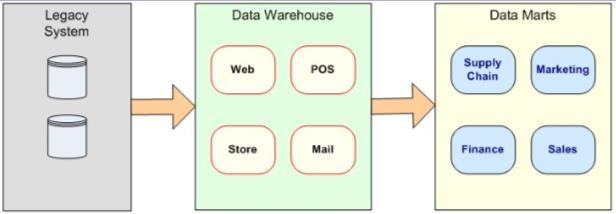 Legacy
System
Data Warehouse
Web
POS
Store
Mail
Data Marts
Supply
Chain
Marketing
Finance
Sales